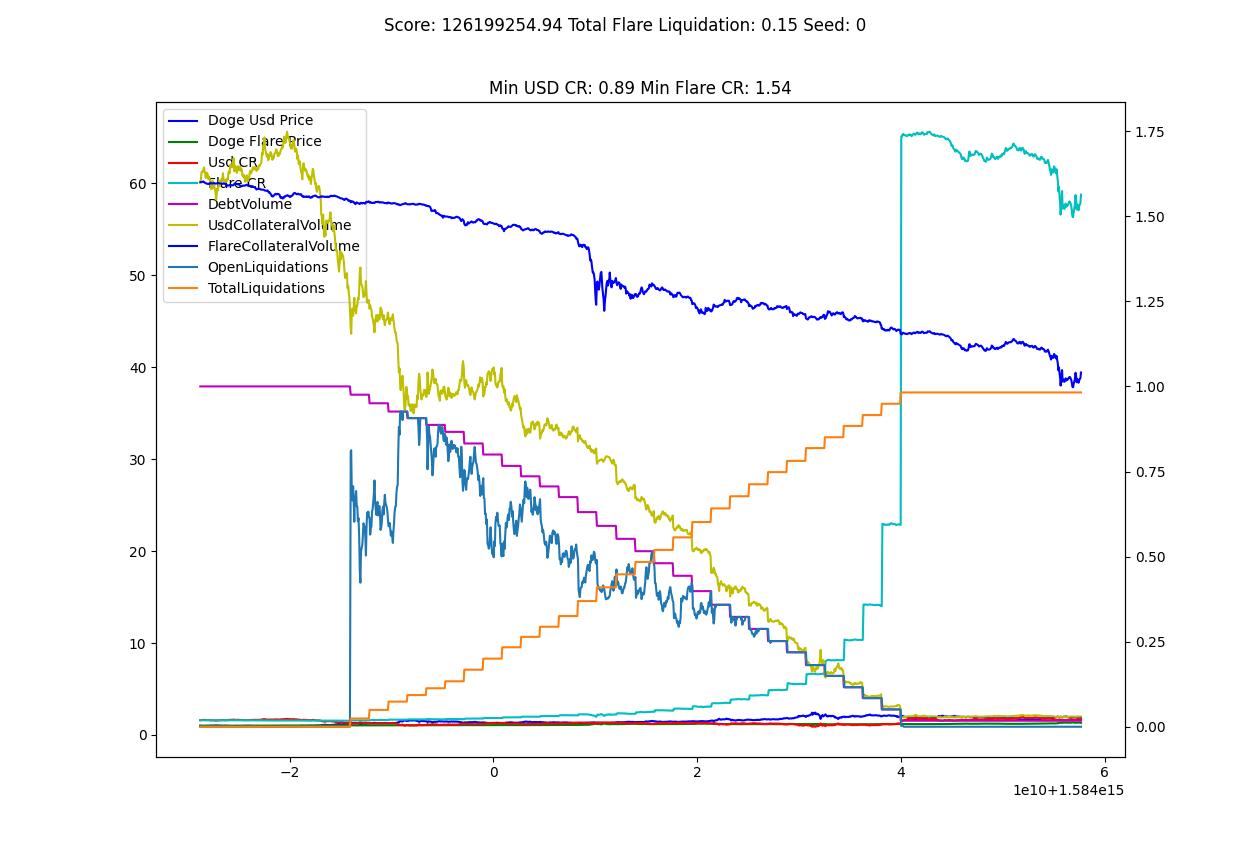 Score: 126199254.94 Total Flare Liquidation: 0.15 Seed: 0
Min USD CR: 0.89 Min Flare CR: 1.54
Doge Usd Price
Doge Flare Price
Usd CR
Flare CR
DebtVolume
UsdCollateralVolume
FlareCollateralVolume
OpenLiquidations
TotalLiquidations
60
50
40
30
20
10
0
1.75
1.50
1.25
1.00
0.75
0.50
0.25
0.00
−2
0
2
4
6
1e10+1.584e15